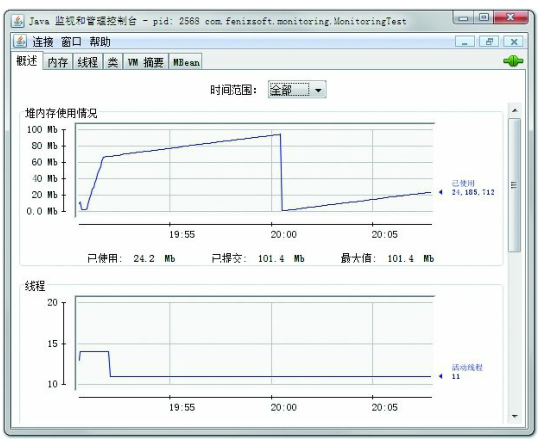 Java 监视和管理控制台 - pid: 2568 com.fenixsoft.monitoring.MonitoringTest
连接 窗口 帮助
概述 内存 线程 类 VM 摘要 MBean
时间范围: 全部
堆内存使用情况
100 Mb
80 Mb
60 Mb
40 Mb
20 Mb
0.0 Mb
已使用
24,185,712
19:55 20:00 20:05
已使用: 24.2 Mb 已提交: 101.4 Mb 最大值: 101.4 Mb
线程
20
15
10
活动线程
11
19:55 20:00 20:05